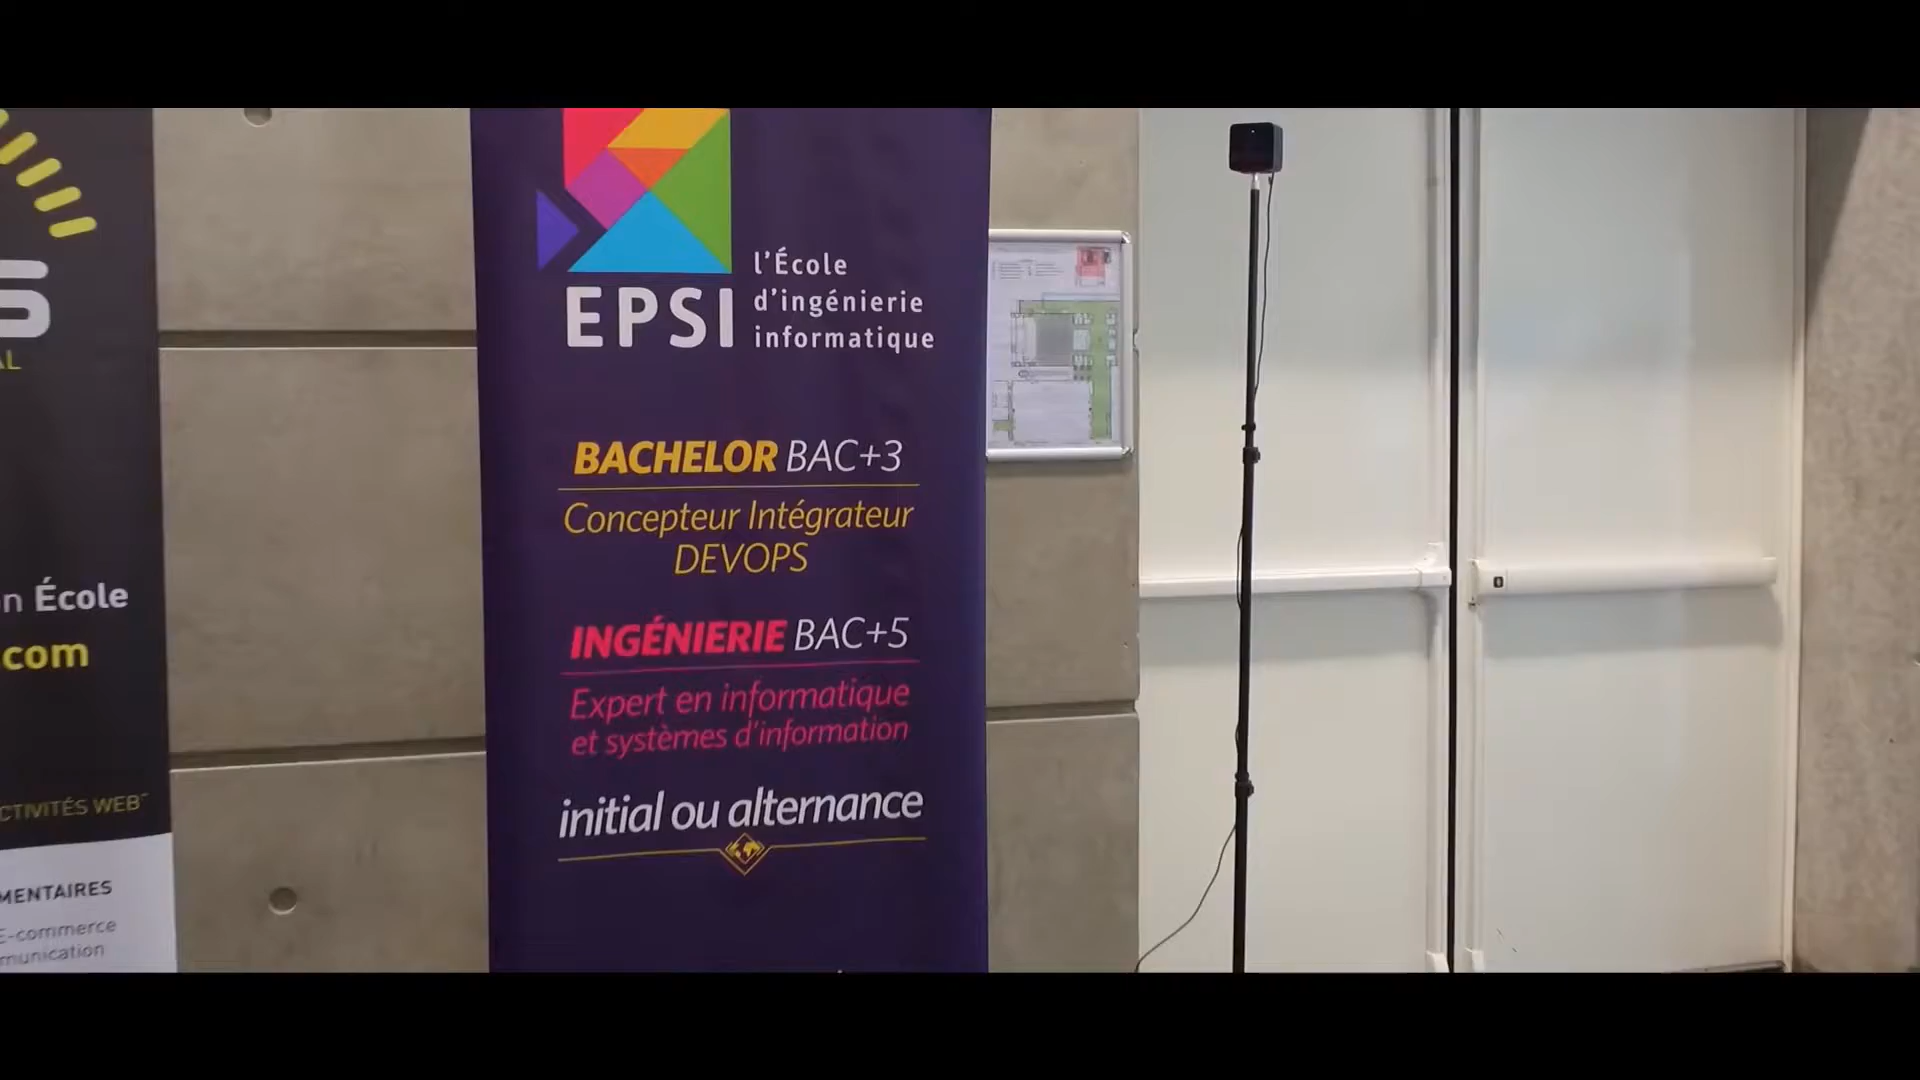 S
AL
n École
.com
CTIVITÉS WEB
MENTAIRES
E-commerce
munication
EPSI
l'École
d'ingénierie
informatique
BACHELOR BAC+3
Concepteur Intégrateur
DEVOPS
INGÉNIERIE BAC+5
Expert en informatique
et systèmes d'information
initial ou alternance